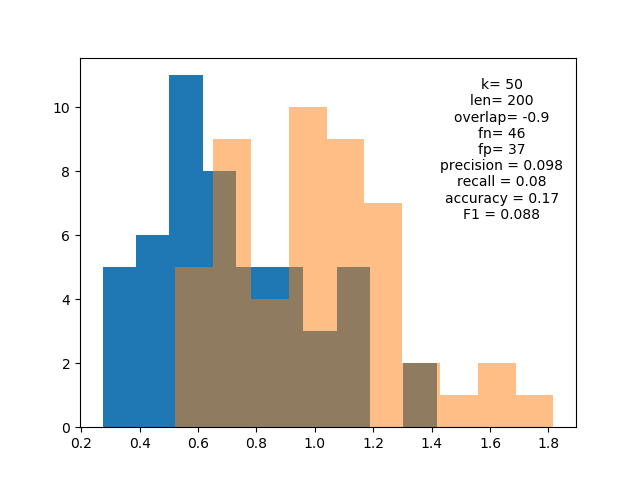 k= 50
len= 200
overlap= -0.9
fn= 46
fp= 37
precision = 0.098
recall = 0.08
accuracy = 0.17
F1 = 0.088
10
8
6
4
2
0
0.2 0.4 0.6 0.8 1.0 1.2 1.4 1.6 1.8